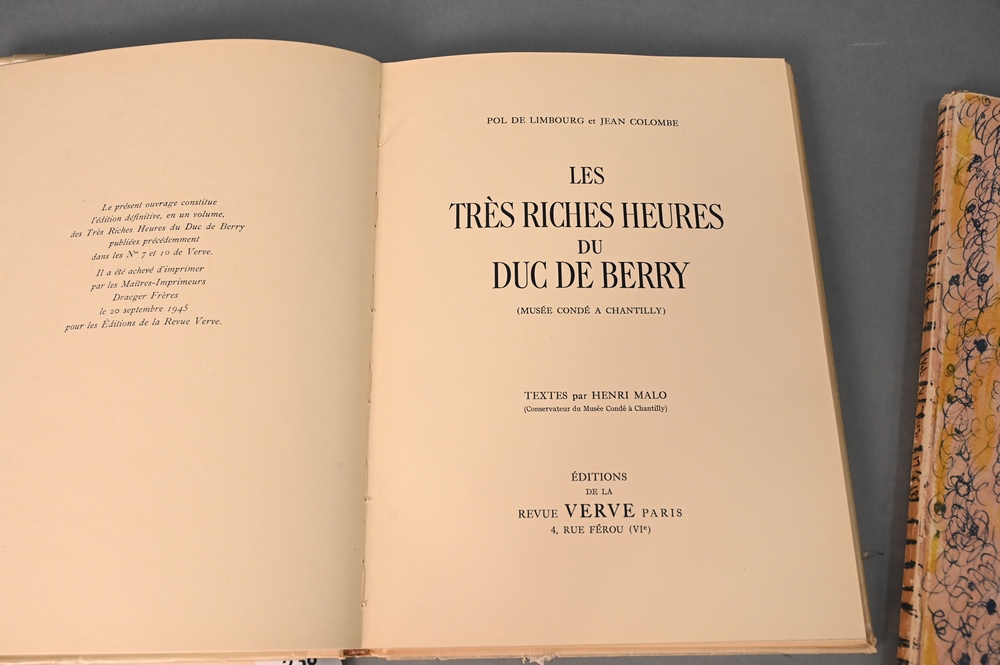 Le présent ouvrage constitue
l'édition définitive, en un volume,
des Très Riches Heures du Duc de Berry
publiées précédemment
dans les Nos 7 et 10 de Verve.
Il a été achevé d'imprimer
par les Maîtres-Imprimeurs
Draeger Frères
le 20 septembre 1945
pour les Éditions de la Revue Verve.
POL DE LIMBOURG et JEAN COLOMBE
LES
TRÈS RICHES HEURES
DU
DUC DE BERRY
(MUSÉE CONDÉ A CHANTILLY)
TEXTES par HENRI MALO
(Conservateur du Musée Condé à Chantilly)
ÉDITIONS
DE LA
REVUE VERVE PARIS
4, RUE FÉROU (VIe)